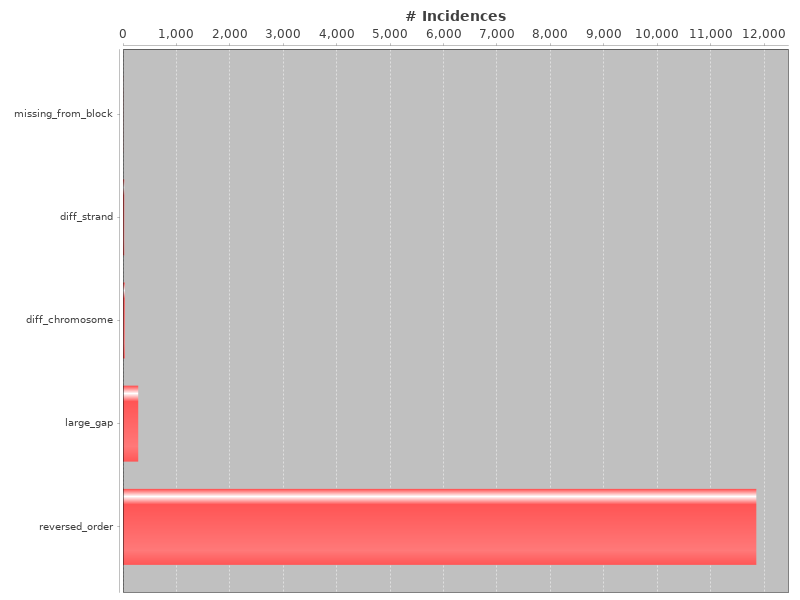 # Incidences
0 1,000 2,000 3,000 4,000 5,000 6,000 7,000 8,000 9,000 10,000 11,000 12,000
missing_from_block
diff_strand
diff_chromosome
large_gap
reversed_order